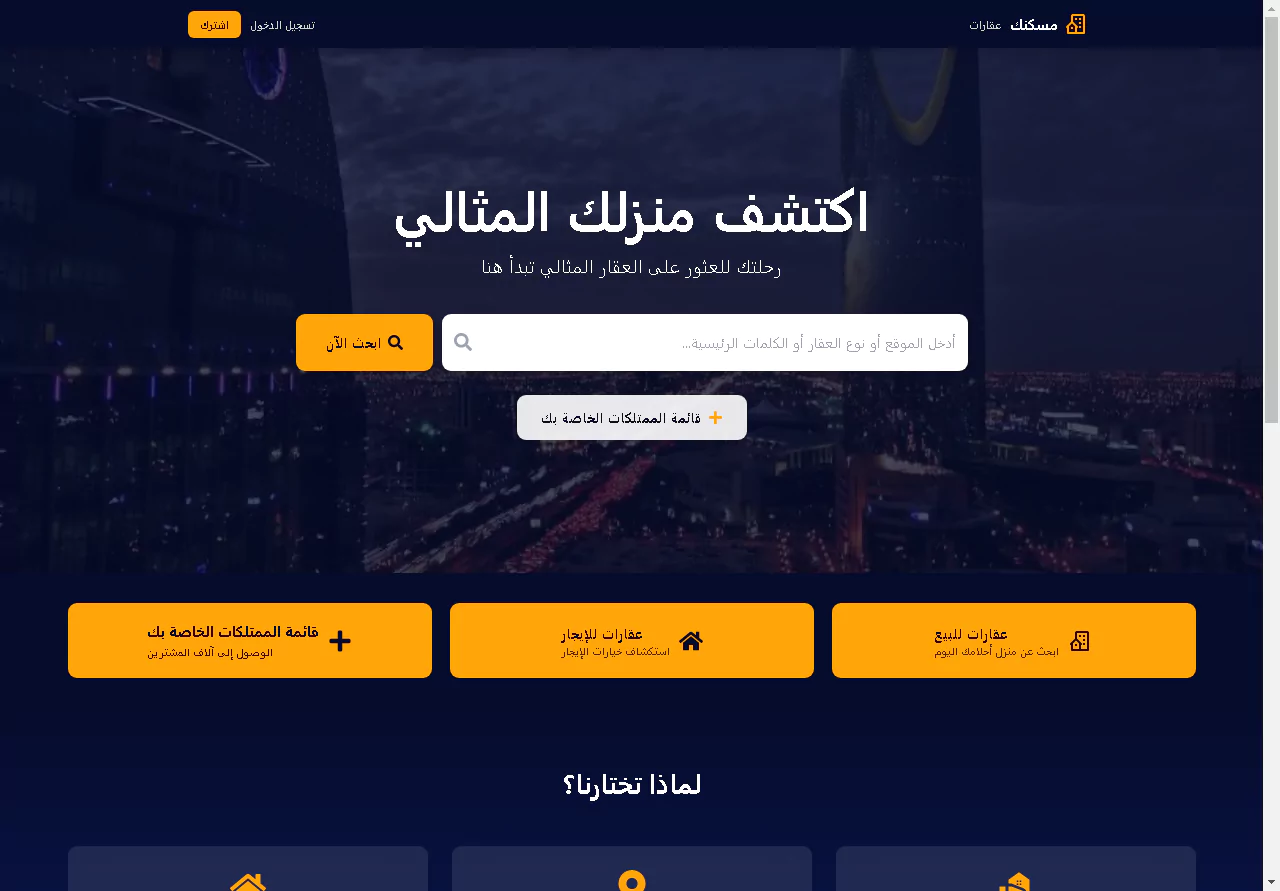 مسكنك
عقارات
تسجيل الدخول
اشترك
اكتشف منزلك المثالي
رحلتك للعثور على العقار المثالي تبدأ هنا
أدخل الموقع أو نوع العقار أو الكلمات الرئيسية...
ابحث الآن
قائمة الممتلكات الخاصة بك
عقارات للبيع
ابحث عن منزل أحلامك اليوم
عقارات للإيجار
استكشاف خيارات الإيجار
قائمة الممتلكات الخاصة بك
الوصول إلى آلاف المشترين
لماذا تختارنا؟